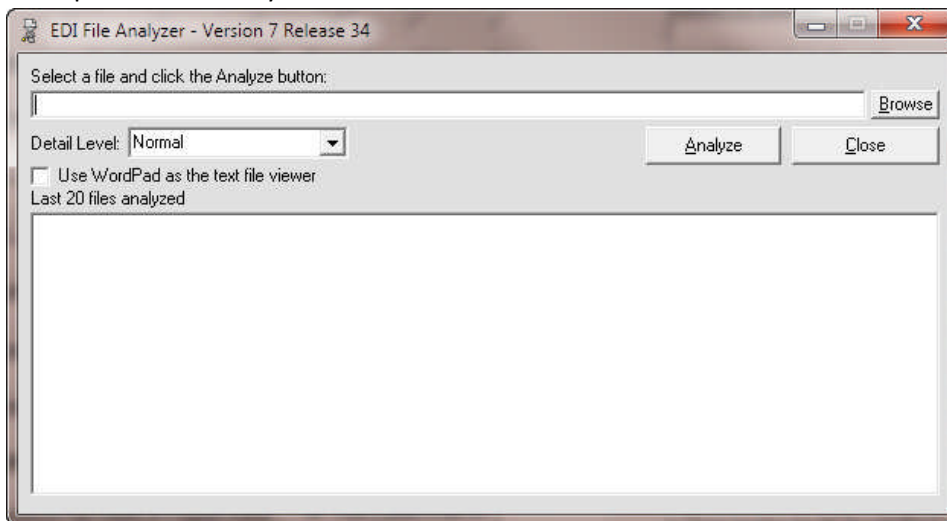 EDI File Analyzer - Version 7 Release 34
Select a file and click the Analyze button:
Browse
Detail Level: Normal Analyze Close
Use WordPad as the text file viewer
Last 20 files analyzed